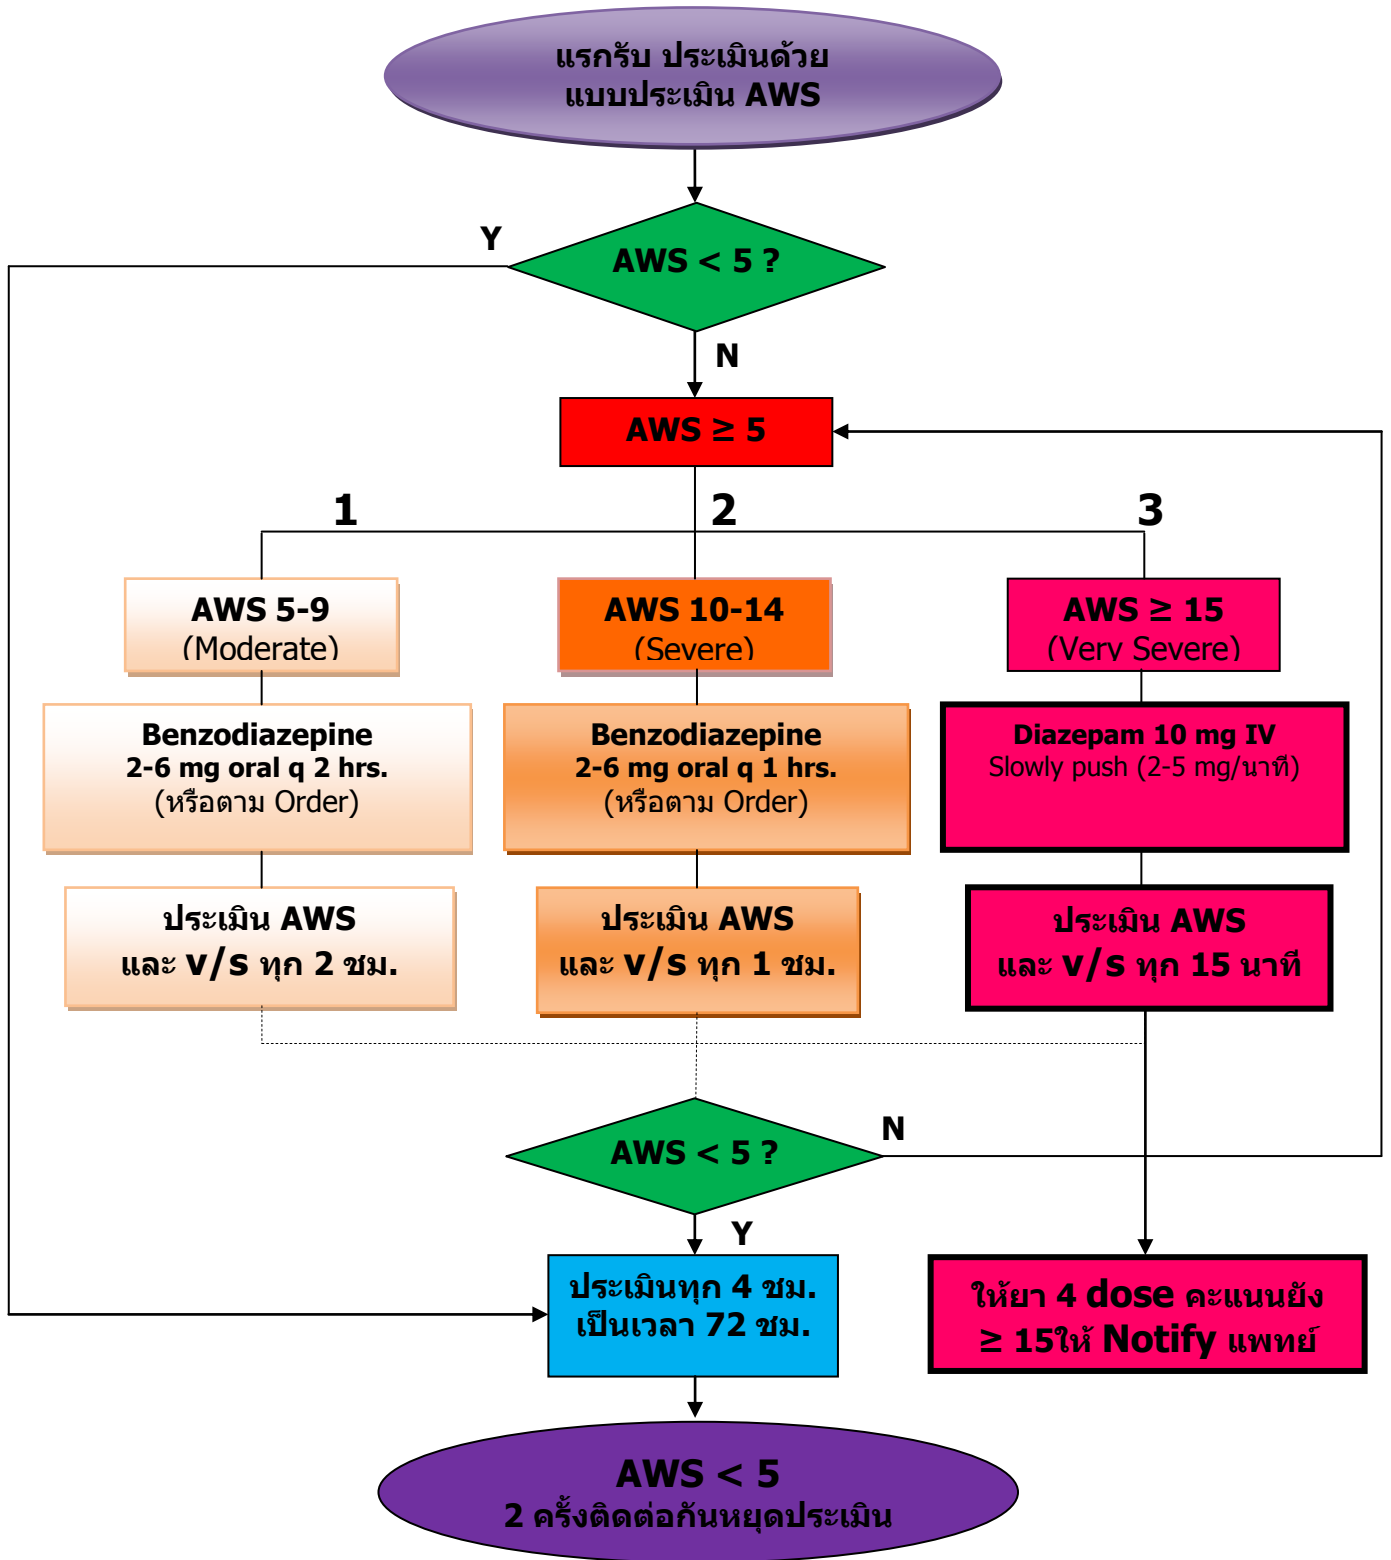 แรกรับ ประเมินด้วย
แบบประเมิน AWS
Y
AWS < 5 ?
N
AWS ≥ 5
1
2
3
AWS 5-9
(Moderate)
AWS 10-14
(Severe)
AWS ≥ 15
(Very Severe)
Benzodiazepine
2-6 mg oral q 2 hrs.
(หรือตาม Order)
Benzodiazepine
2-6 mg oral q 1 hrs.
(หรือตาม Order)
Diazepam 10 mg IV
Slowly push (2-5 mg/นาที)
ประเมิน AWS
และ v/s ทุก 2 ชม.
ประเมิน AWS
และ v/s ทุก 1 ชม.
ประเมิน AWS
และ v/s ทุก 15 นาที
AWS < 5 ?
N
Y
ประเมินทุก 4 ชม.
เป็นเวลา 72 ชม.
ให้ยา 4 dose คะแนนยัง
≥ 15ให้ Notify แพทย์
AWS < 5
2 ครั้งติดต่อกันหยุดประเมิน